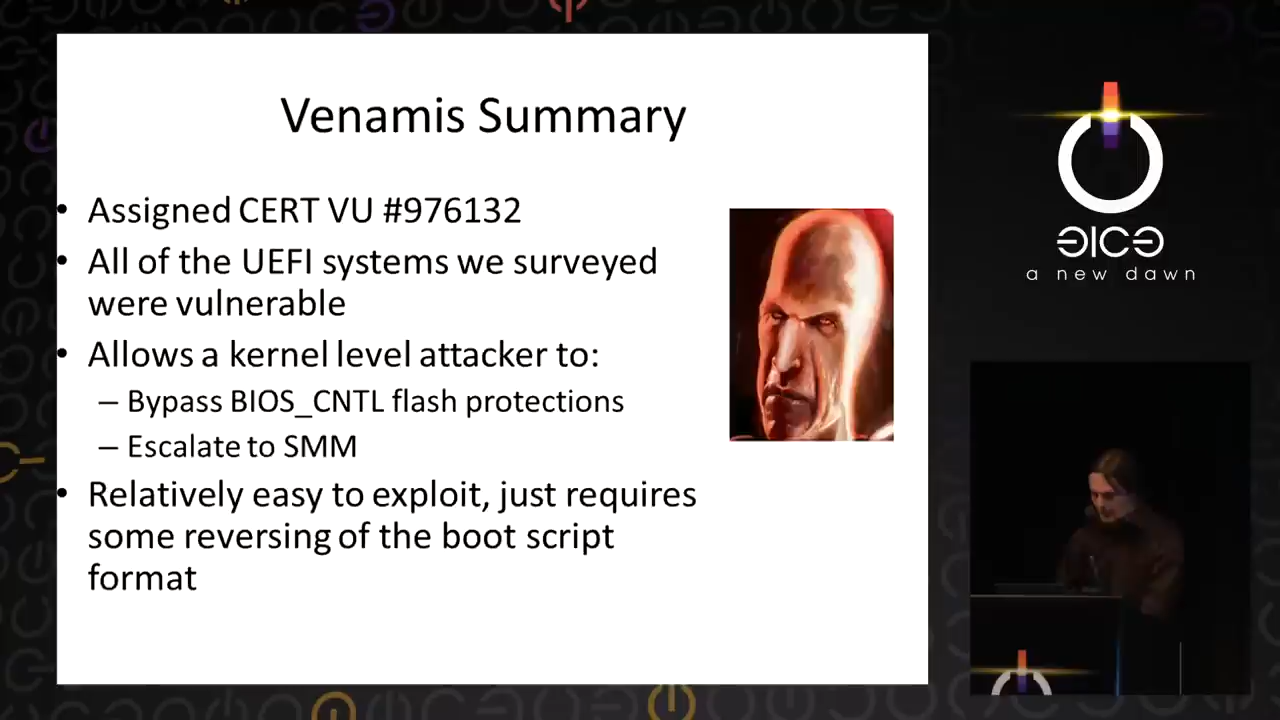 Venamis Summary
• Assigned CERT VU #976132
• All of the UEFI systems we surveyed
were vulnerable
• Allows a kernel level attacker to:
– Bypass BIOS_CNTL flash protections
– Escalate to SMM
• Relatively easy to exploit, just requires
some reversing of the boot script
format
a new dawn